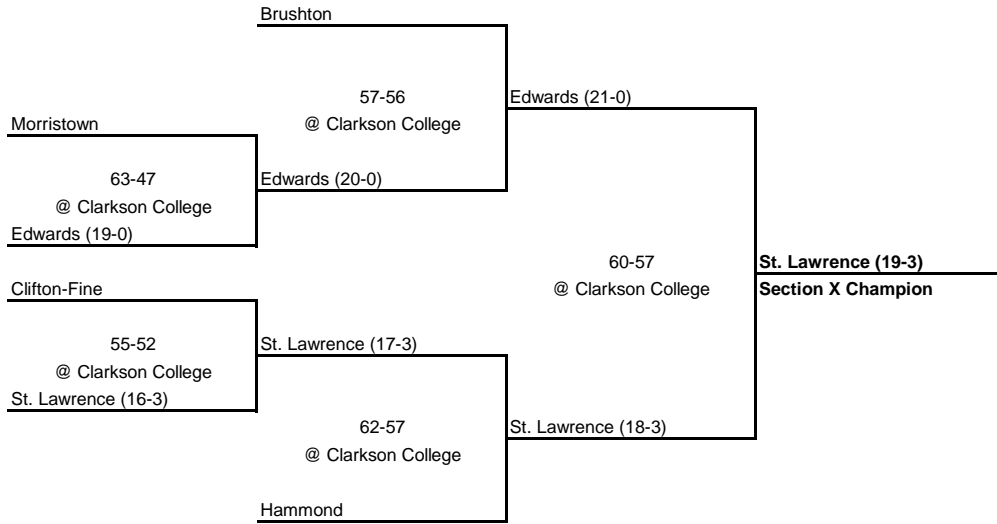 Brushton
57-56
@ Clarkson College
Edwards (21-0)
Morristown
63-47
@ Clarkson College
Edwards (20-0)
Edwards (19-0)
60-57
@ Clarkson College
St. Lawrence (19-3)
Section X Champion
Clifton-Fine
55-52
@ Clarkson College
St. Lawrence (17-3)
St. Lawrence (16-3)
62-57
@ Clarkson College
St. Lawrence (18-3)
Hammond